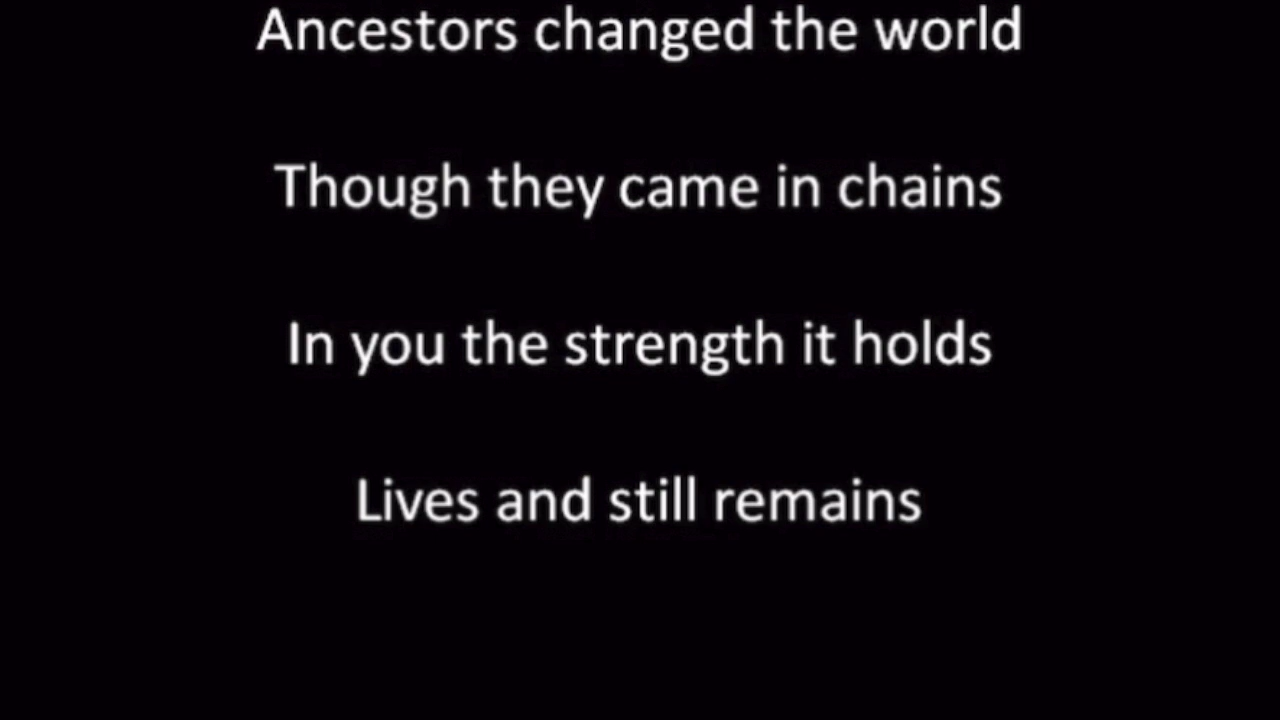 Ancestors changed the world
Though they came in chains
In you the strength it holds
Lives and still remains